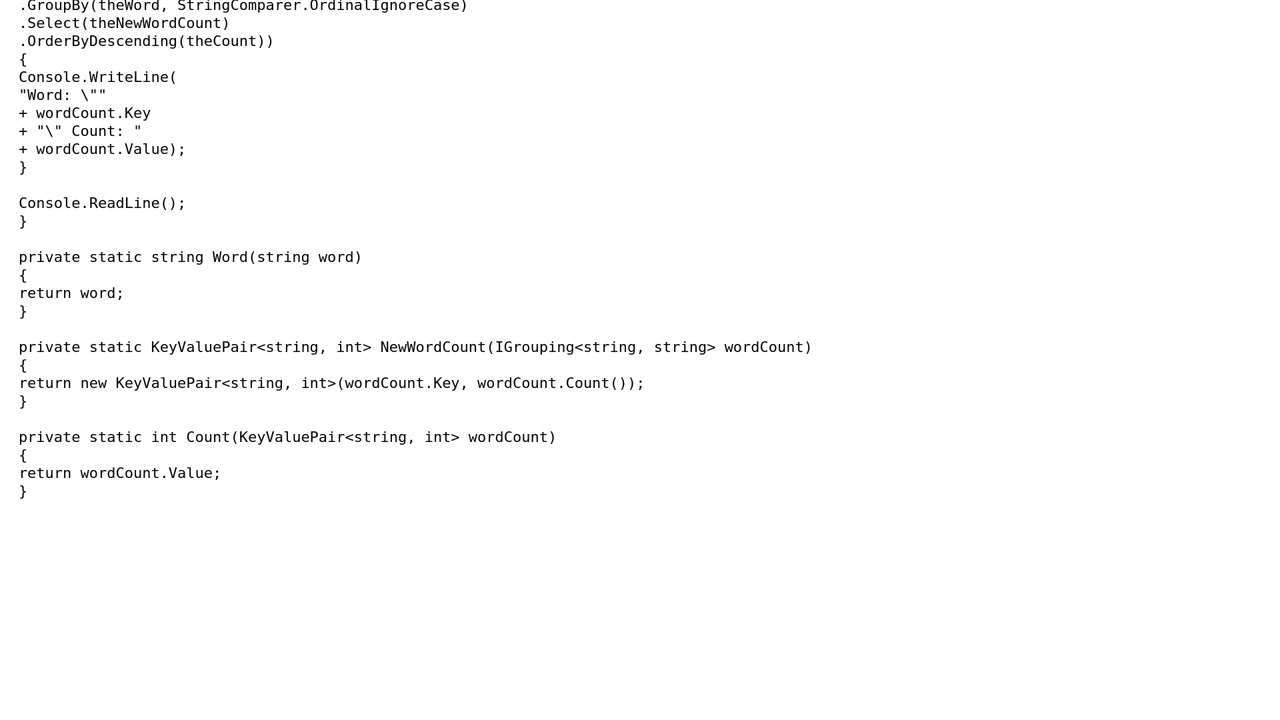 .GroupBy(theWord, StringComparer.OrdinalIgnoreCase)
.Select(theNewWordCount)
.OrderByDescending(theCount))
{
Console.WriteLine(
"Word: \""
+ wordCount.Key
+ "\" Count: "
+ wordCount.Value);
}

Console.ReadLine();
}

private static string Word(string word)
{
return word;
}

private static KeyValuePair<string, int> NewWordCount(IGrouping<string, string> wordCount)
{
return new KeyValuePair<string, int>(wordCount.Key, wordCount.Count());
}

private static int Count(KeyValuePair<string, int> wordCount)
{
return wordCount.Value;
}